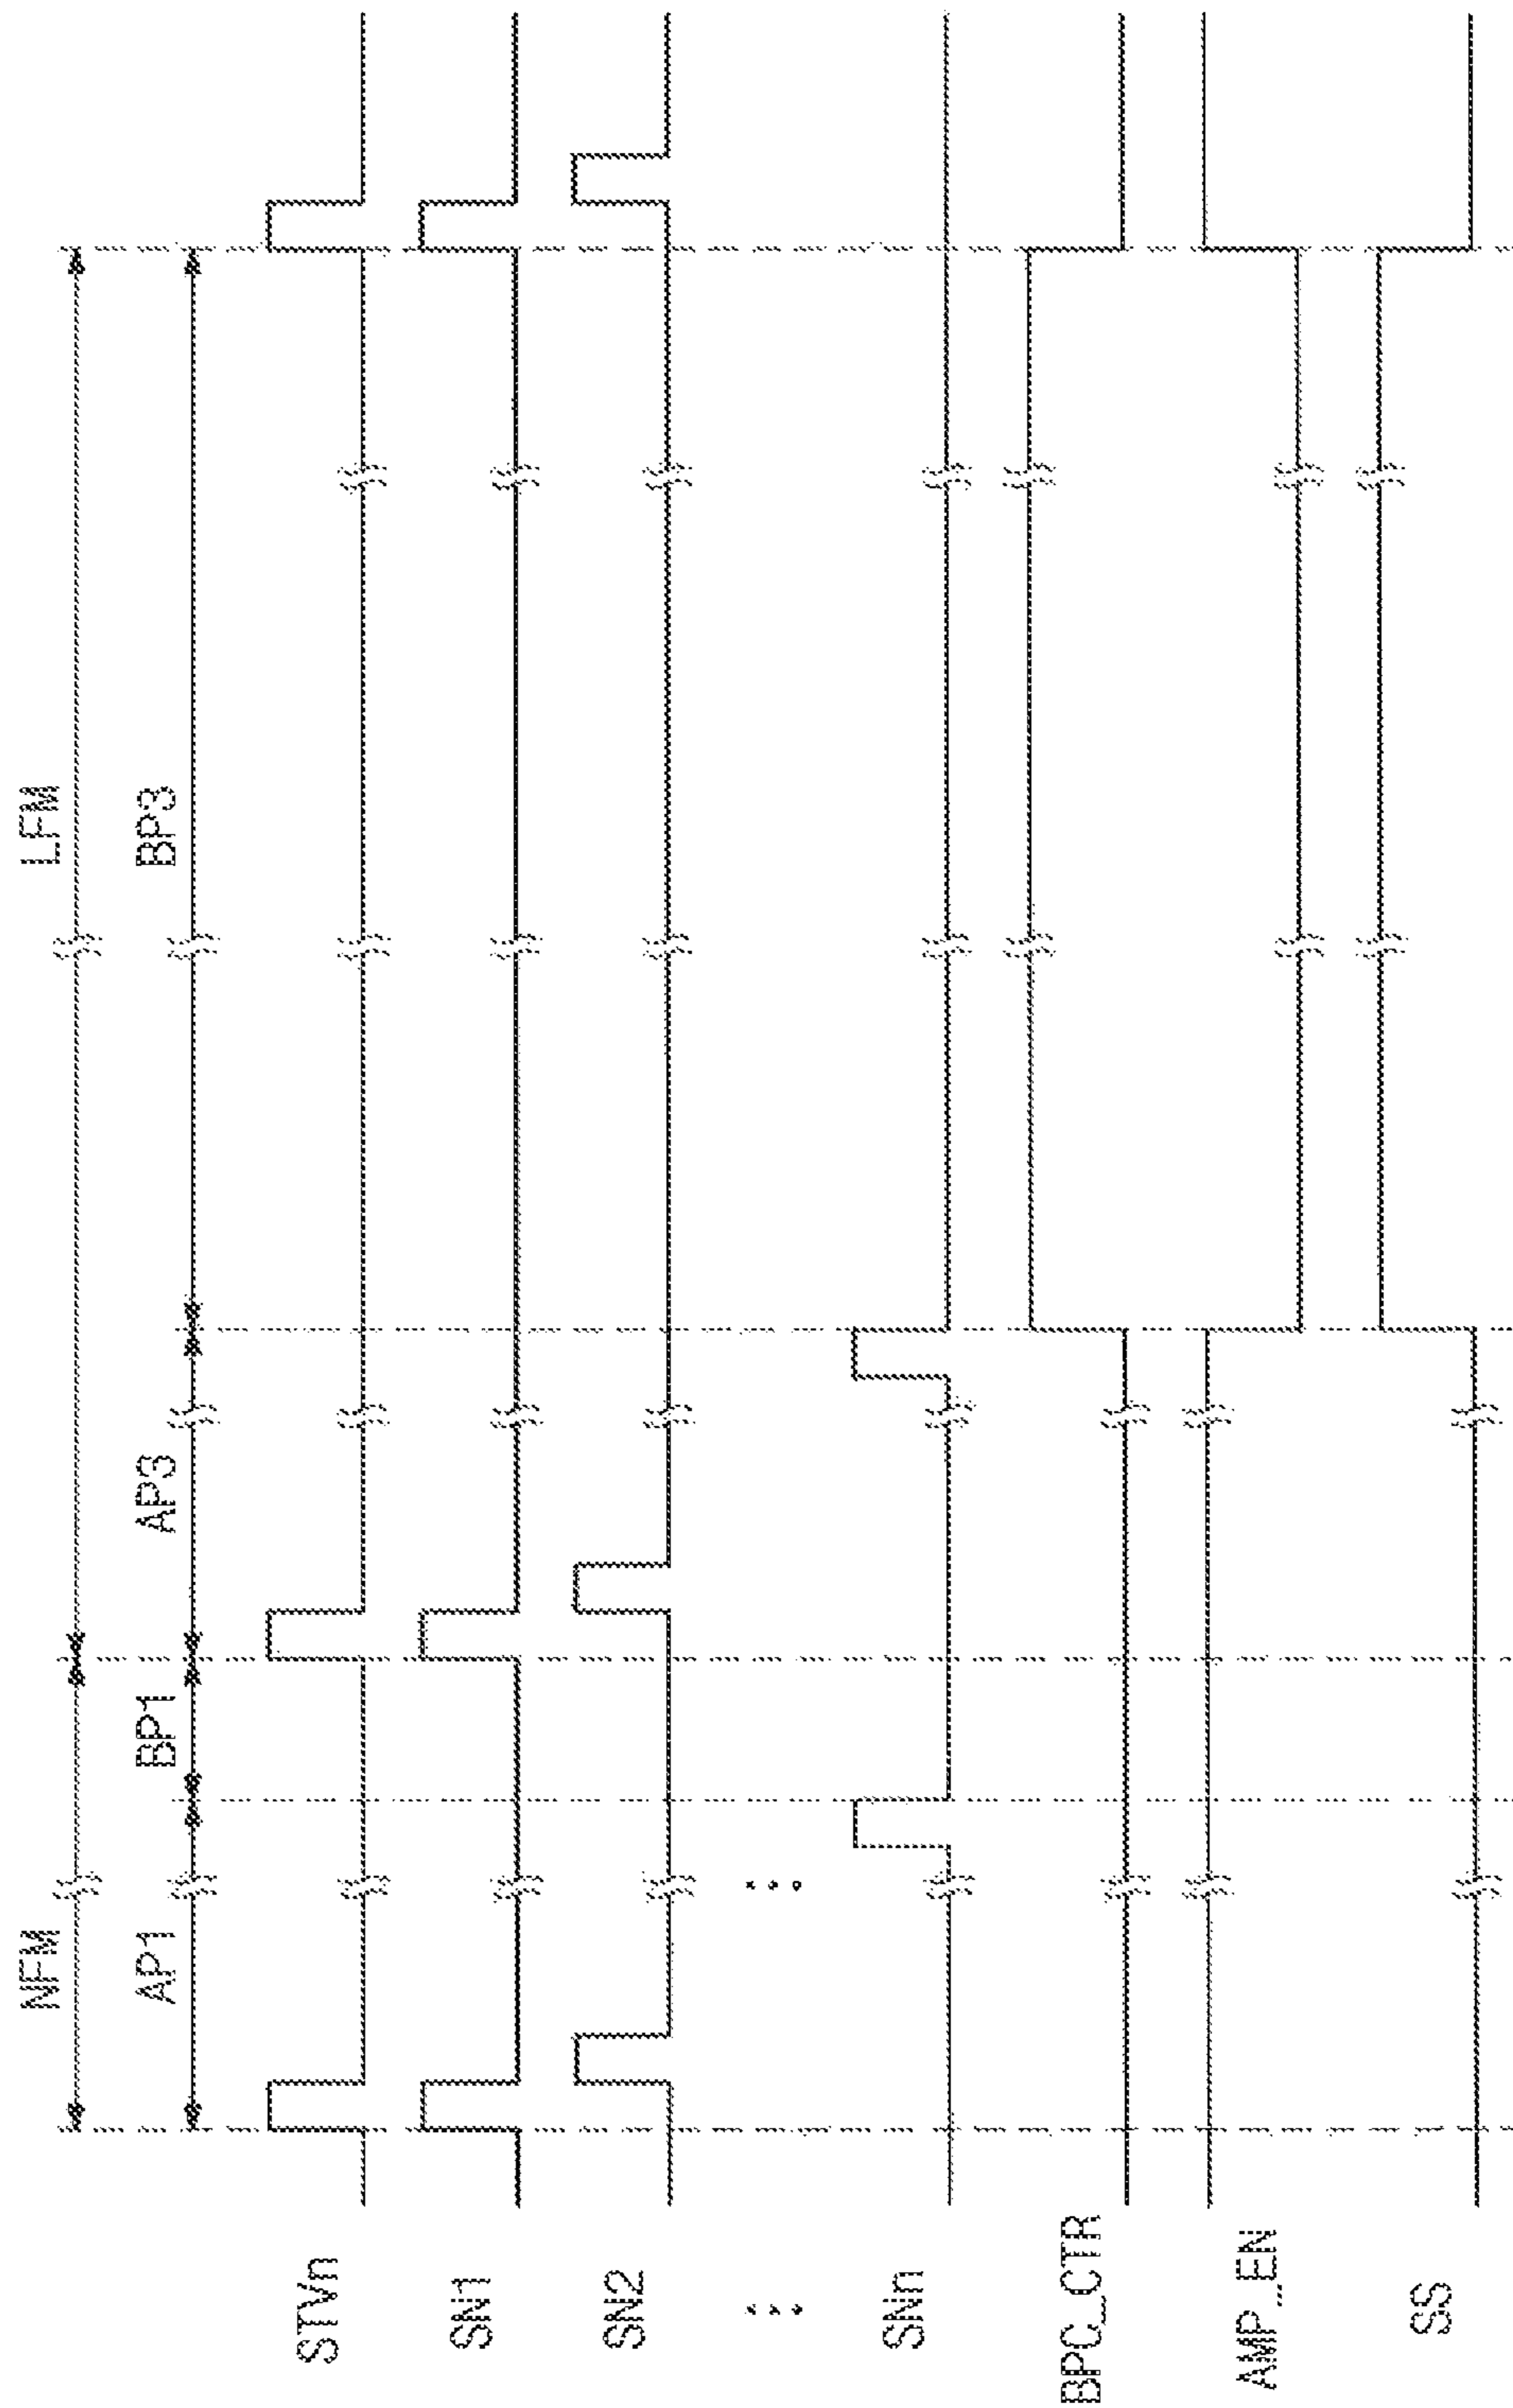 NFM LFM
AP1 BP1 AP3 BP3
STVn
SN1
SN2
SNn
BPC_CTR
AMP_EN
SS